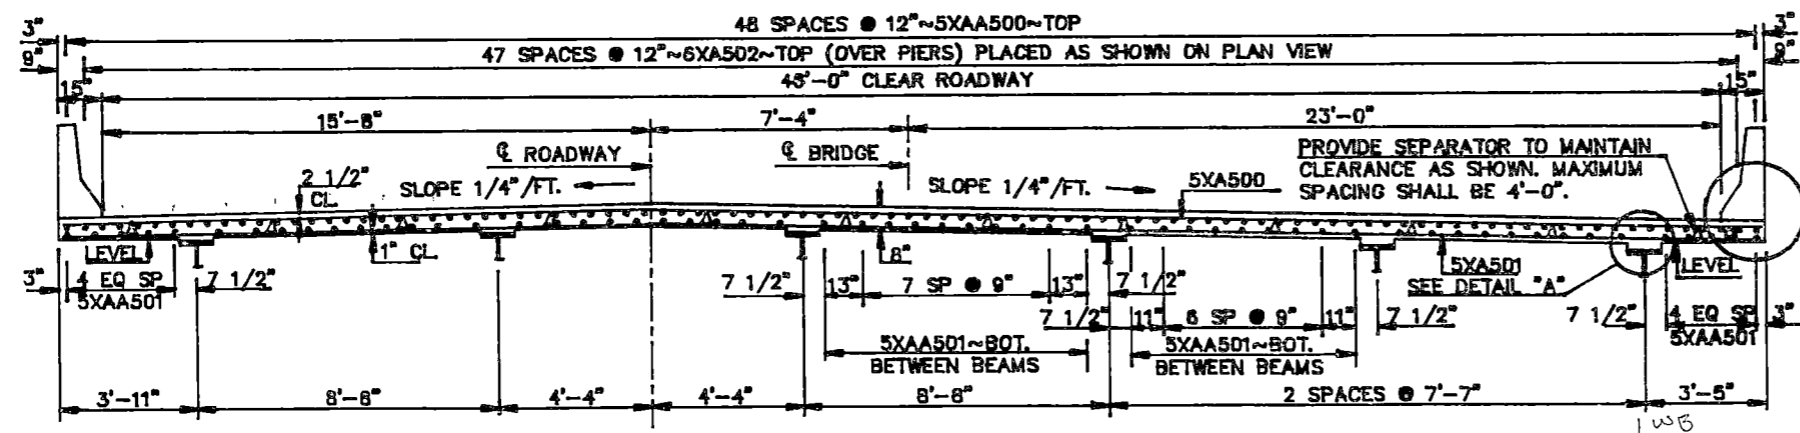 48 SPACES @ 12"~5XAA500~TOP
3"
3"
47 SPACES @ 12"~6XA502~TOP (OVER PIERS) PLACED AS SHOWN ON PLAN VIEW
9"
9"
15"
46'-0" CLEAR ROADWAY
15"
15'-8"
7'-4"
23'-0"
℄ ROADWAY
℄ BRIDGE
PROVIDE SEPARATOR TO MAINTAIN
CLEARANCE AS SHOWN. MAXIMUM
SPACING SHALL BE 4'-0".
2 1/2"
CL.
SLOPE 1/4"/FT.
SLOPE 1/4"/FT.
5XA500
LEVEL
1" CL.
8"
5XA501
LEVEL
3"
4 EQ SP
5XAA501
7 1/2"
7 1/2"
13"
7 SP @ 9"
13"
7 1/2"
SEE DETAIL "A"
7 1/2"
11"
6 SP @ 9"
11"
7 1/2"
7 1/2"
4 EQ SP
5XAA501
3"
5XAA501~BOT.
BETWEEN BEAMS
5XAA501~BOT.
BETWEEN BEAMS
3'-11"
8'-8"
4'-4"
4'-4"
8'-8"
2 SPACES @ 7'-7"
3'-5"
1WB